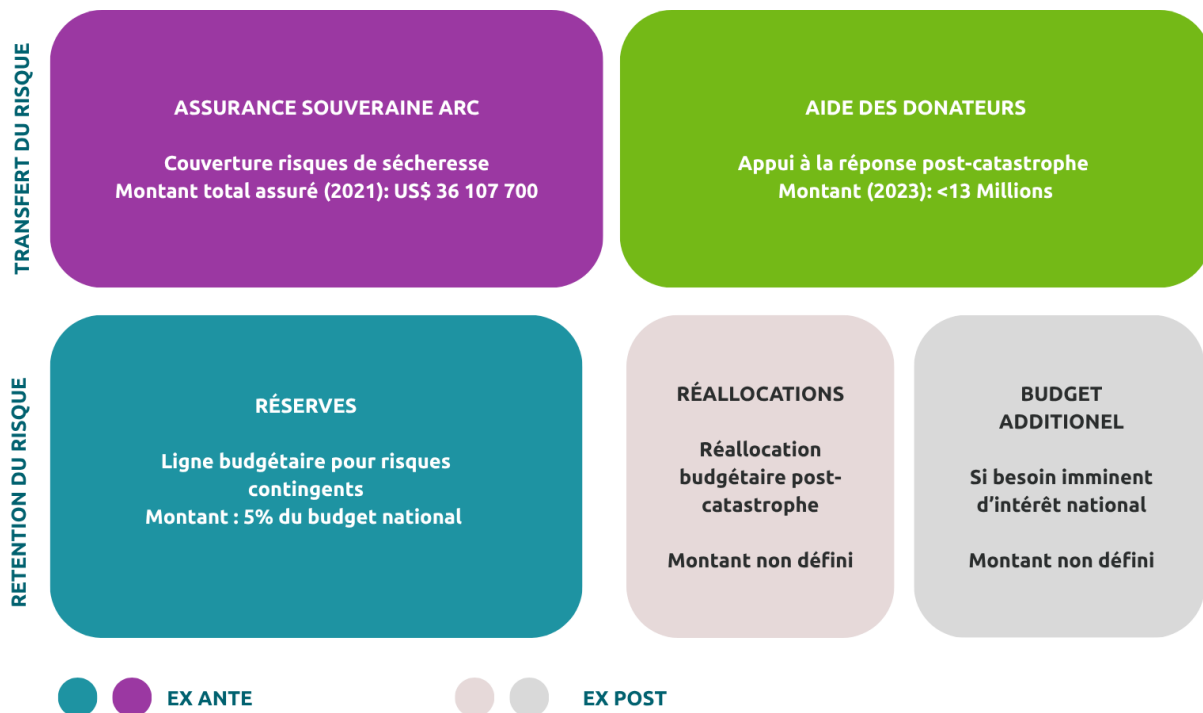 TRANSFERT DU RISQUE
ASSURANCE SOUVERAINE ARC
Couverture risques de sécheresse
Montant total assuré (2021): US$ 36 107 700
AIDE DES DONATEURS
Appui à la réponse post-catastrophe
Montant (2023): <13 Millions
RETENTION DU RISQUE
RÉSERVES
Ligne budgétaire pour risques
contingents
Montant : 5% du budget national
RÉALLOCATIONS
Réallocation
budgétaire post-
catastrophe
Montant non défini
BUDGET
ADDITIONEL
Si besoin imminent
d'intérêt national
Montant non défini
EX ANTE
EX POST